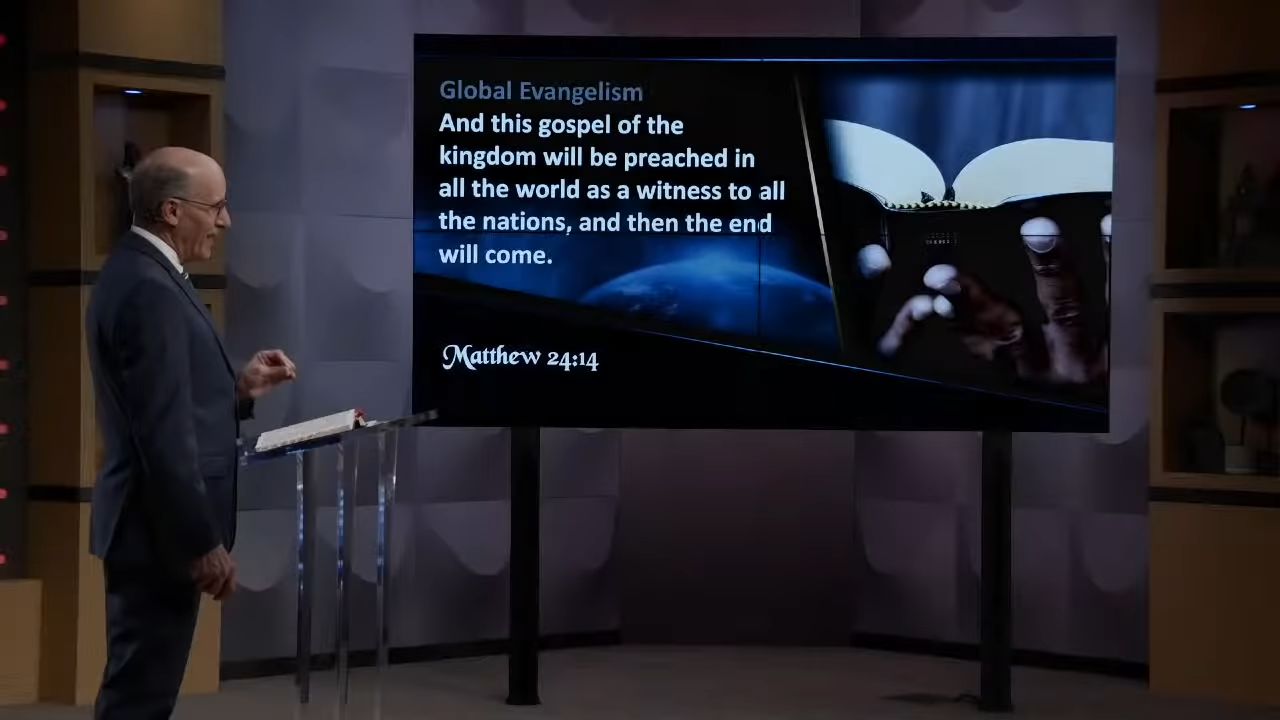 Global Evangelism
And this gospel of the
kingdom will be preached in
all the world as a witness to all
the nations, and then the end
will come.
Matthew 24:14